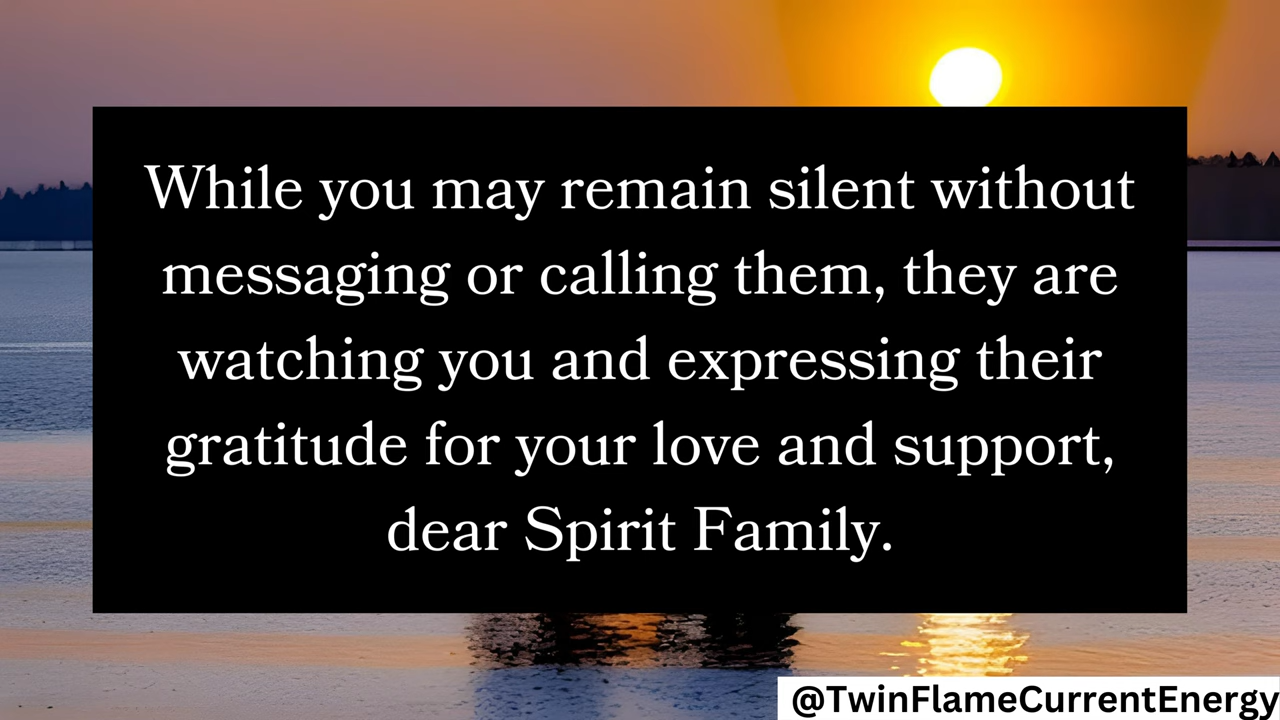 While you may remain silent without
messaging or calling them, they are
watching you and expressing their
gratitude for your love and support,
dear Spirit Family.
@TwinFlameCurrentEnergy